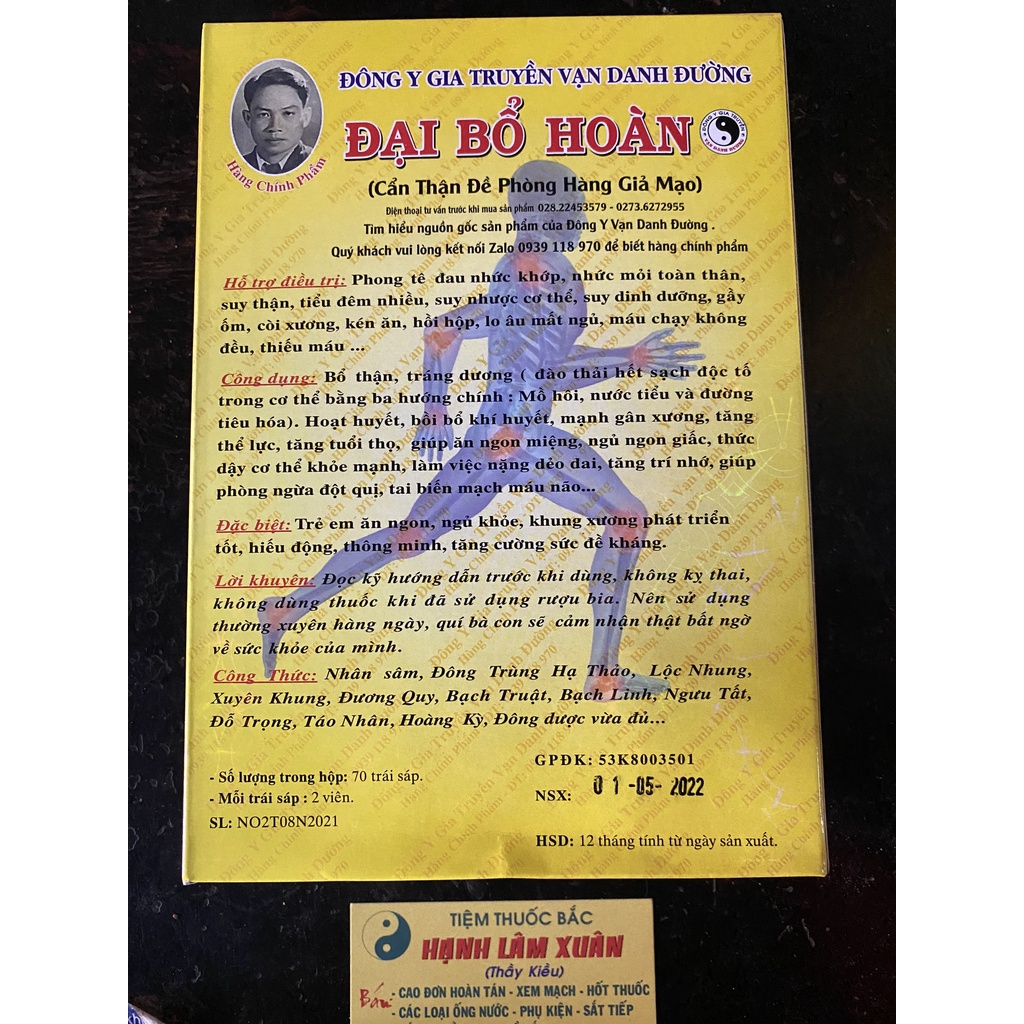 ĐÔNG Y GIA TRUYỀN VẠN DANH ĐƯỜNG
ĐẠI BỔ HOÀN
ĐÔNG Y GIA TRUYỀN
VẠN DANH ĐƯỜNG
Hàng Chính Phẩm
(Cẩn Thận Đề Phòng Hàng Giả Mạo)
Điện thoại tư vấn trước khi mua sản phẩm 028.22453579 - 0273.6272955
Tìm hiểu nguồn gốc sản phẩm của Đông Y Vạn Danh Đường .
Quý khách vui lòng kết nối Zalo 0939 118 970 để biết hàng chính phẩm
Hỗ trợ điều trị: Phong tê đau nhức khớp, nhức mỏi toàn thân,
suy thận, tiểu đêm nhiều, suy nhược cơ thể, suy dinh dưỡng, gầy
ốm, còi xương, kén ăn, hồi hộp, lo âu mất ngủ, máu chạy không
đều, thiếu máu ...
Công dụng: Bổ thận, tráng dương ( đào thải hết sạch độc tố
trong cơ thể bằng ba hướng chính : Mồ hôi, nước tiểu và đường
tiêu hóa). Hoạt huyết, bồi bổ khí huyết, mạnh gân xương, tăng
thể lực, tăng tuổi thọ, giúp ăn ngon miệng, ngủ ngon giấc, thức
dậy cơ thể khỏe mạnh, làm việc nặng dẻo dai, tăng trí nhớ, giúp
phòng ngừa đột quị, tai biến mạch máu não...
Đặc biệt: Trẻ em ăn ngon, ngủ khỏe, khung xương phát triển
tốt, hiếu động, thông minh, tăng cường sức đề kháng.
Lời khuyên: Đọc kỹ hướng dẫn trước khi dùng, không kỵ thai,
không dùng thuốc khi đã sử dụng rượu bia. Nên sử dụng
thường xuyên hàng ngày, quí bà con sẽ cảm nhận thật bất ngờ
về sức khỏe của mình.
Công Thức: Nhân sâm, Đông Trùng Hạ Thảo, Lộc Nhung,
Xuyên Khung, Đương Quy, Bạch Truật, Bạch Linh, Ngưu Tất,
Đỗ Trọng, Táo Nhân, Hoàng Kỳ, Đông dược vừa đủ...
GPĐK: 53K8003501
- Số lượng trong hộp: 70 trái sáp.
NSX: 01-05-2022
- Mỗi trái sáp : 2 viên.
SL: NO2T08N2021
HSD: 12 tháng tính từ ngày sản xuất.
TIỆM THUỐC BẮC
HẠNH LÂM XUÂN
(Thầy Kiều)
Bán: - CAO ĐƠN HOÀN TÁN - XEM MẠCH - HỐT THUỐC
- CÁC LOẠI ỐNG NƯỚC - PHỤ KIỆN - SẮT TIẾP